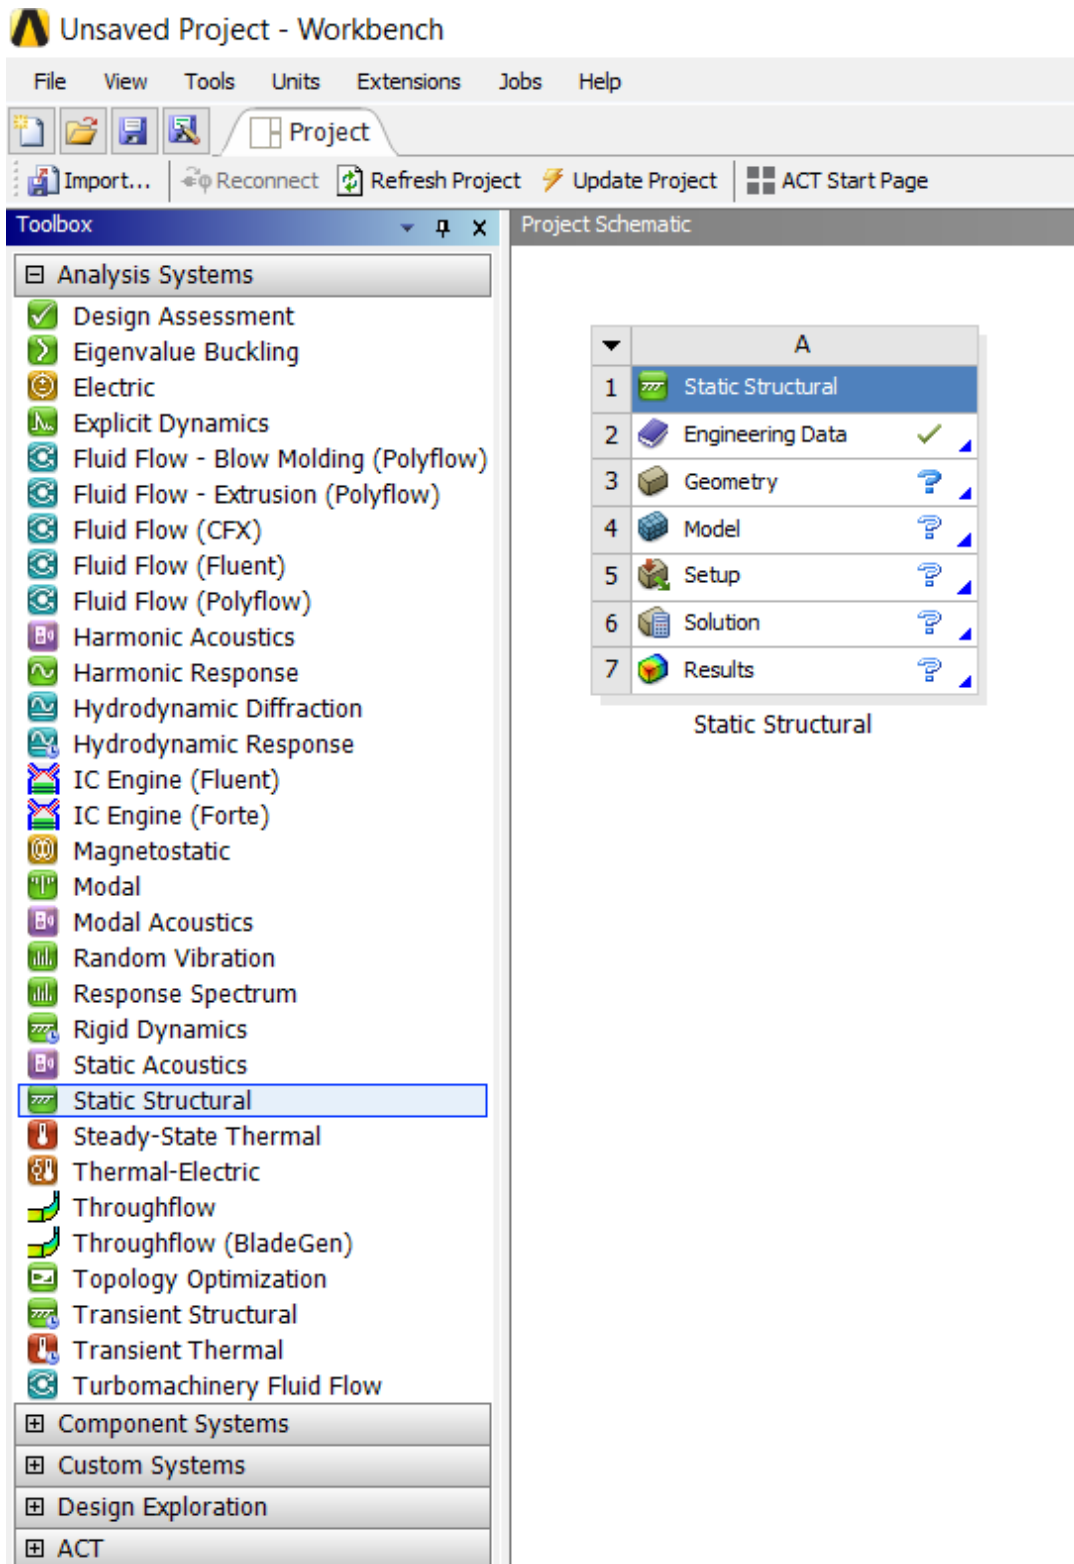 Unsaved Project - Workbench
File View Tools Units Extensions Jobs Help
Project
Import... Reconnect Refresh Project Update Project ACT Start Page
Toolbox
Analysis Systems
Design Assessment
Eigenvalue Buckling
Electric
Explicit Dynamics
Fluid Flow - Blow Molding (Polyflow)
Fluid Flow - Extrusion (Polyflow)
Fluid Flow (CFX)
Fluid Flow (Fluent)
Fluid Flow (Polyflow)
Harmonic Acoustics
Harmonic Response
Hydrodynamic Diffraction
Hydrodynamic Response
IC Engine (Fluent)
IC Engine (Forte)
Magnetostatic
Modal
Modal Acoustics
Random Vibration
Response Spectrum
Rigid Dynamics
Static Acoustics
Static Structural
Steady-State Thermal
Thermal-Electric
Throughflow
Throughflow (BladeGen)
Topology Optimization
Transient Structural
Transient Thermal
Turbomachinery Fluid Flow
Component Systems
Custom Systems
Design Exploration
ACT
Project Schematic
A
1 Static Structural
2 Engineering Data
3 Geometry
4 Model
5 Setup
6 Solution
7 Results
Static Structural